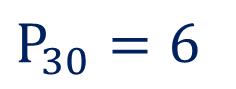 P₃₀ = 6